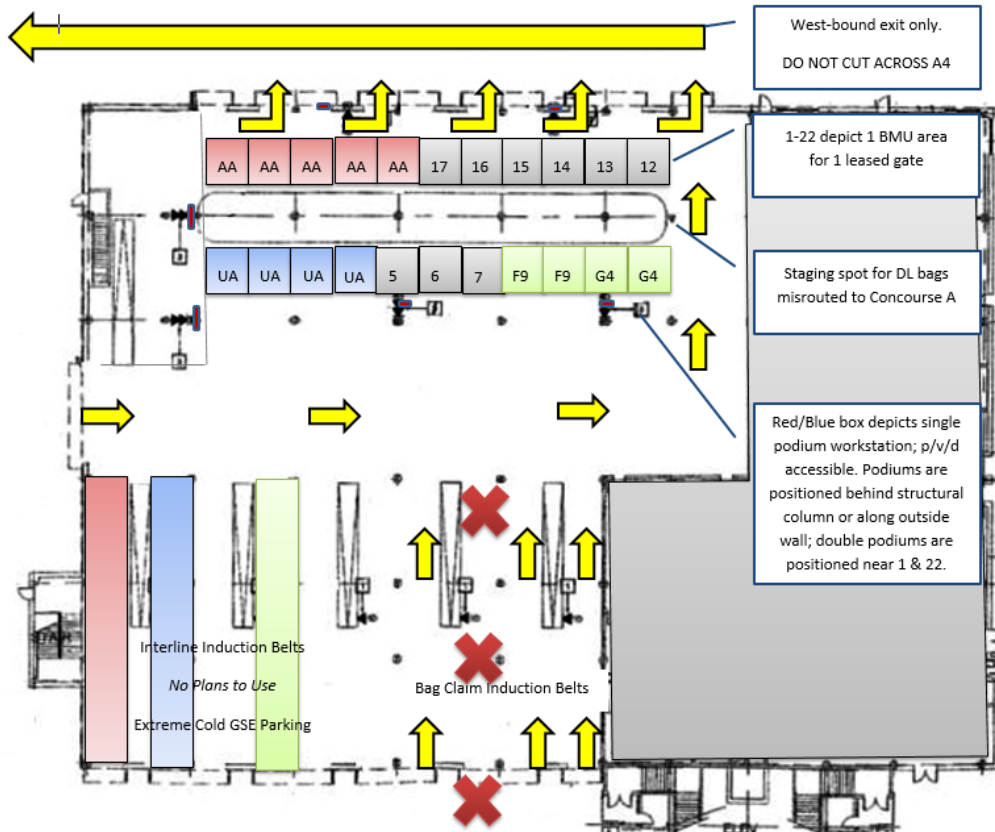 West-bound exit only.
DO NOT CUT ACROSS A4
AA AA AA AA AA 17 16 15 14 13 12
1-22 depict 1 BMU area
for 1 leased gate
UA UA UA UA 5 6 7 F9 F9 G4 G4
Staging spot for DL bags
misrouted to Concourse A
Red/Blue box depicts single
podium workstation; p/v/d
accessible. Podiums are
positioned behind structural
column or along outside
wall; double podiums are
positioned near 1 & 22.
Interline Induction Belts
No Plans to Use
Extreme Cold GSE Parking
Bag Claim Induction Belts